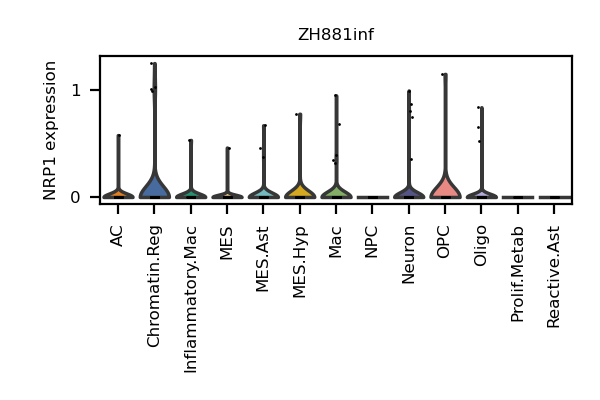 ZH881inf
NRP1 expression
1
0
AC
Chromatin.Reg
Inflammatory.Mac
MES
MES.Ast
MES.Hyp
Mac
NPC
Neuron
OPC
Oligo
Prolif.Metab
Reactive.Ast